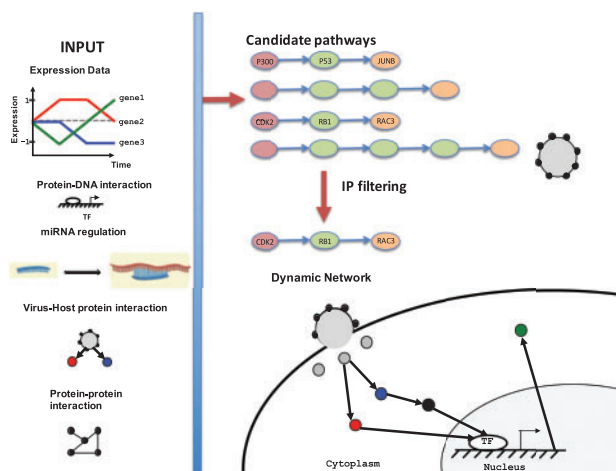 INPUT
Expression Data
Expression
1
-1
gene1
gene2
gene3
Time
Protein-DNA interaction
TF
miRNA regulation
Virus-Host protein interaction
Protein-protein
interaction
Candidate pathways
P300 P53 JUNB
CDK2 RB1 RAC3
IP filtering
CDK2 RB1 RAC3
Dynamic Network
TF
Cytoplasm
Nucleus